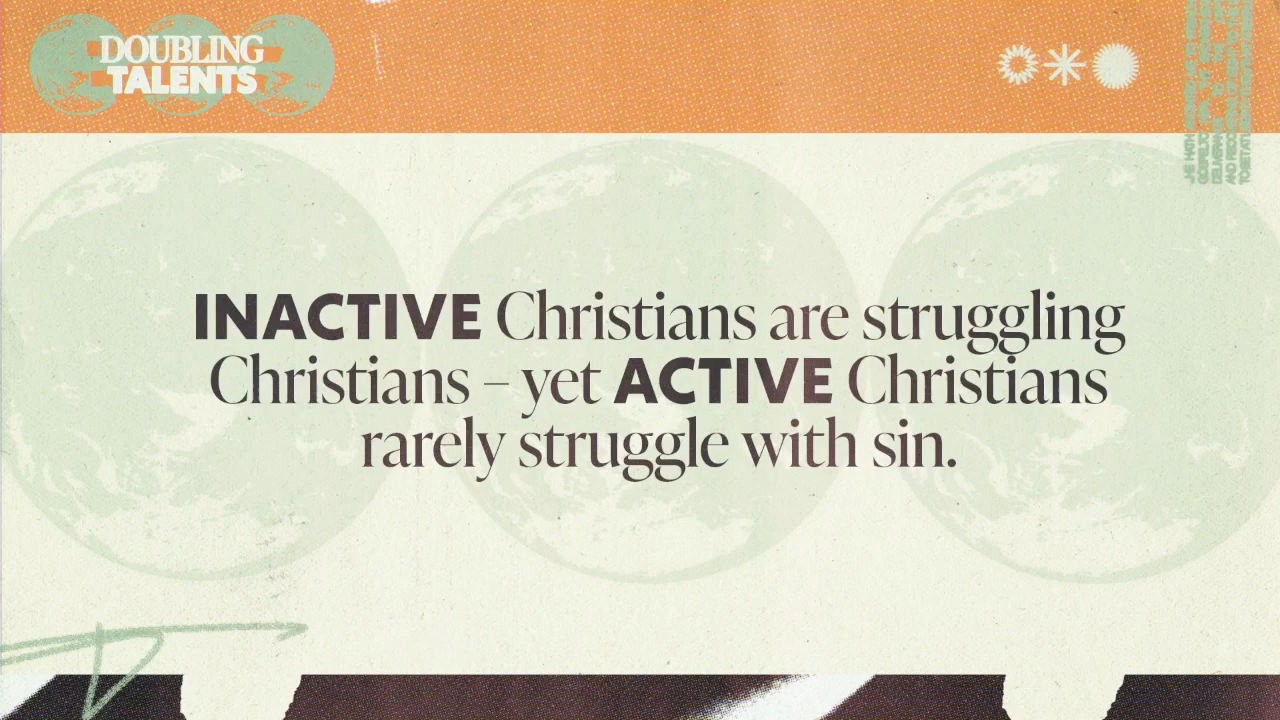 DOUBLING
TALENTS
INACTIVE Christians are struggling
Christians – yet ACTIVE Christians
rarely struggle with sin.